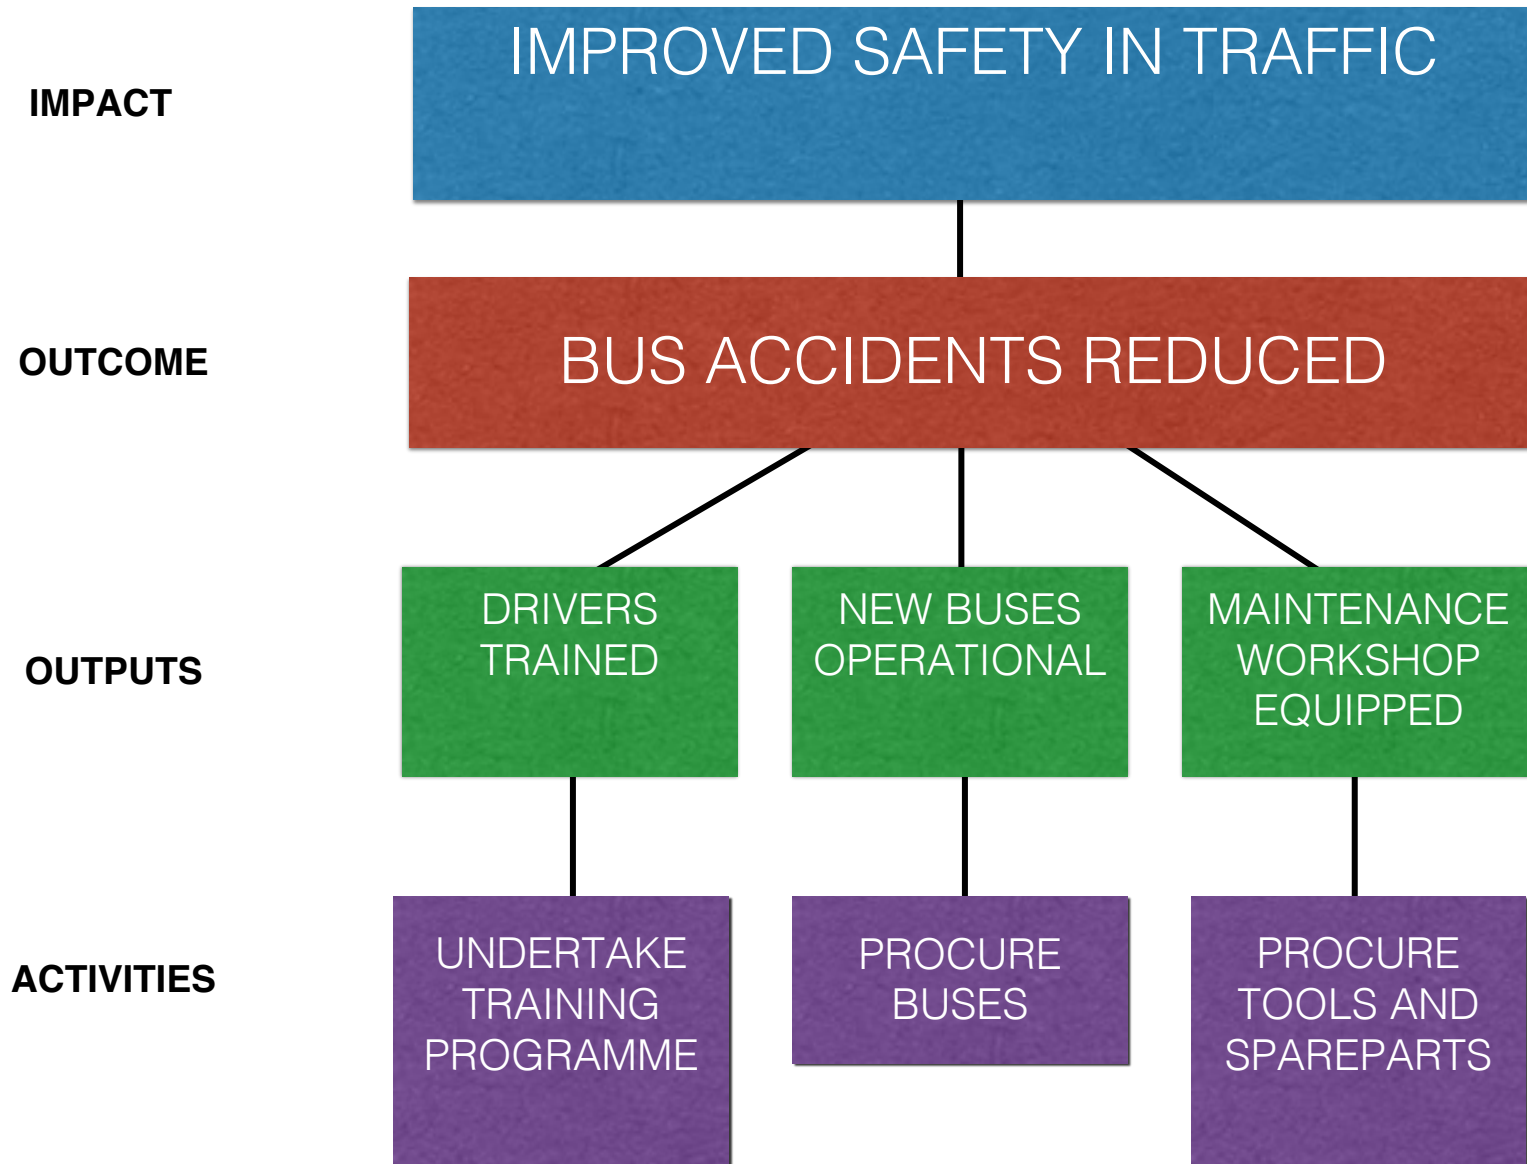 IMPACT
IMPROVED SAFETY IN TRAFFIC
OUTCOME
BUS ACCIDENTS REDUCED
OUTPUTS
DRIVERS
TRAINED
NEW BUSES
OPERATIONAL
MAINTENANCE
WORKSHOP
EQUIPPED
ACTIVITIES
UNDERTAKE
TRAINING
PROGRAMME
PROCURE
BUSES
PROCURE
TOOLS AND
SPAREPARTS